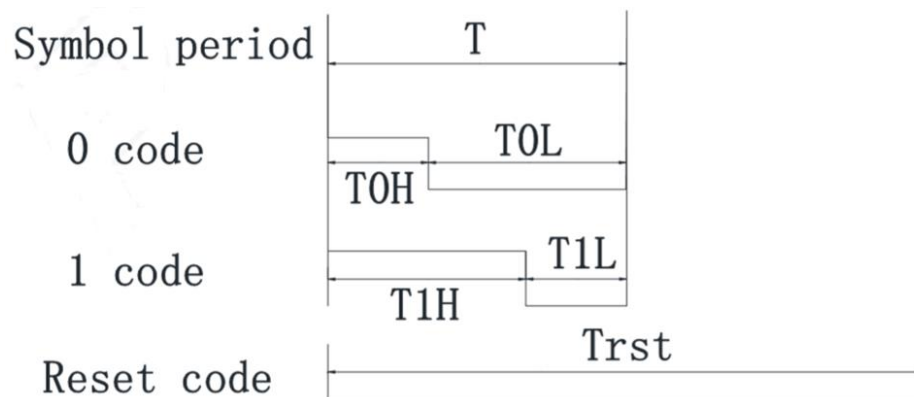 Symbol period T
0 code
T0H T0L
1 code
T1H T1L
Trst
Reset code